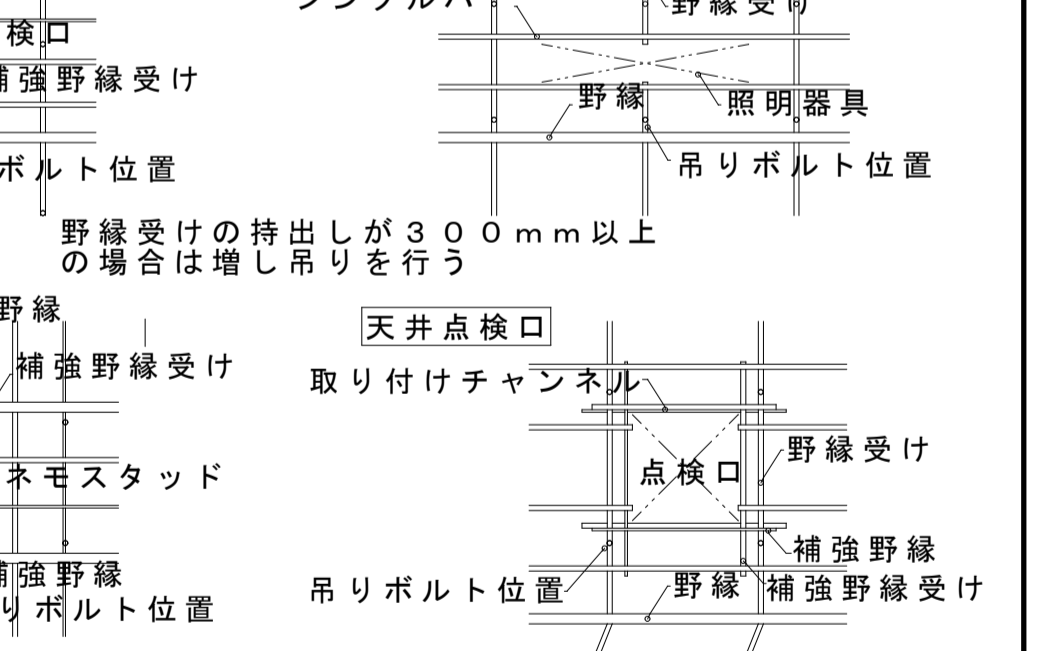 野縁受け
検口
補強野縁受け
野縁
照明器具
ボルト位置
吊りボルト位置
野縁受けの持出しが３００ｍｍ以上
の場合は増し吊りを行う
野縁
天井点検口
補強野縁受け
取り付けチャンネル
野縁受け
点検口
ネモスタッド
補強野縁
補強野縁
吊りボルト位置
野縁
補強野縁受け
りボルト位置